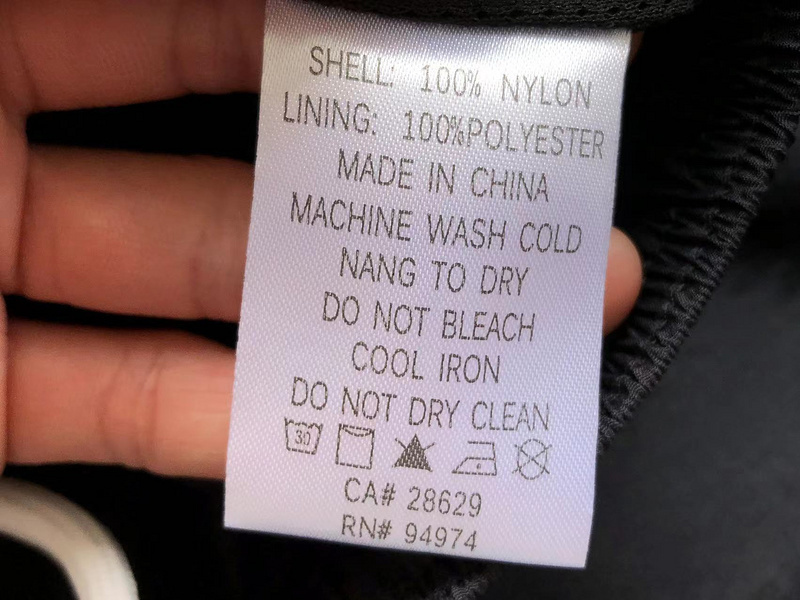 SHELL: 100% NYLON
LINING: 100%POLYESTER
MADE IN CHINA
MACHINE WASH COLD
NANG TO DRY
DO NOT BLEACH
COOL IRON
DO NOT DRY CLEAN
30
CA# 28629
RN# 94974